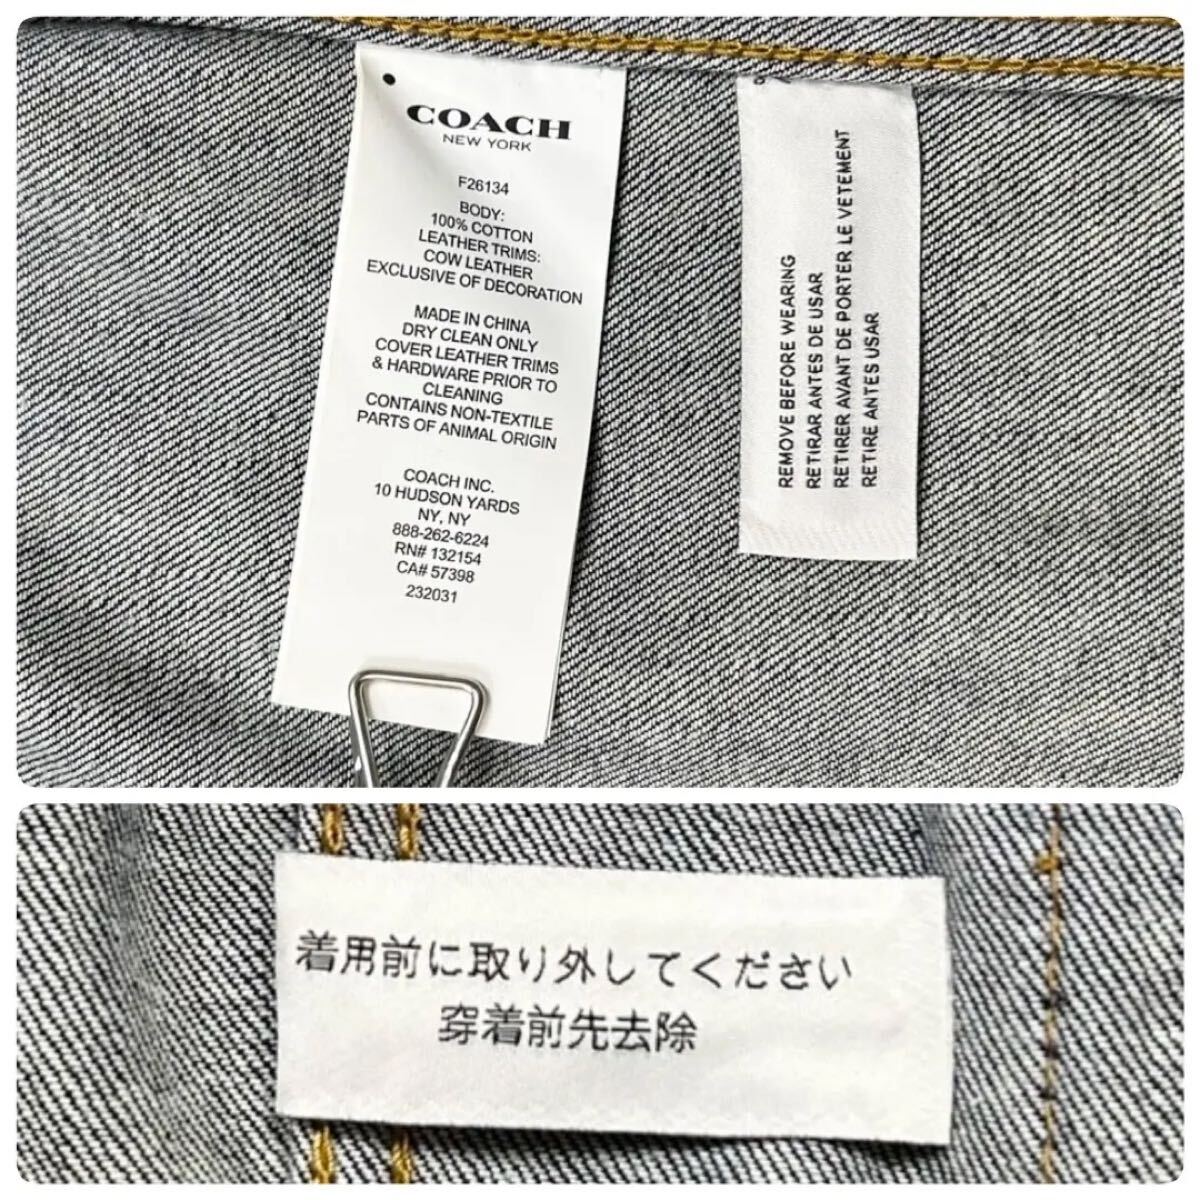 COACH
NEW YORK
F26134
BODY:
100% COTTON
LEATHER TRIMS:
COW LEATHER
EXCLUSIVE OF DECORATION
MADE IN CHINA
DRY CLEAN ONLY
COVER LEATHER TRIMS
& HARDWARE PRIOR TO
CLEANING
CONTAINS NON-TEXTILE
PARTS OF ANIMAL ORIGIN
COACH INC.
10 HUDSON YARDS
NY, NY
888-262-6224
RN# 132154
CA# 57398
232031
REMOVE BEFORE WEARING
RETIRAR ANTES DE USAR
RETIRER AVANT DE PORTER LE VETEMENT
RETIRE ANTES USAR
着用前に取り外してください
穿着前先去除